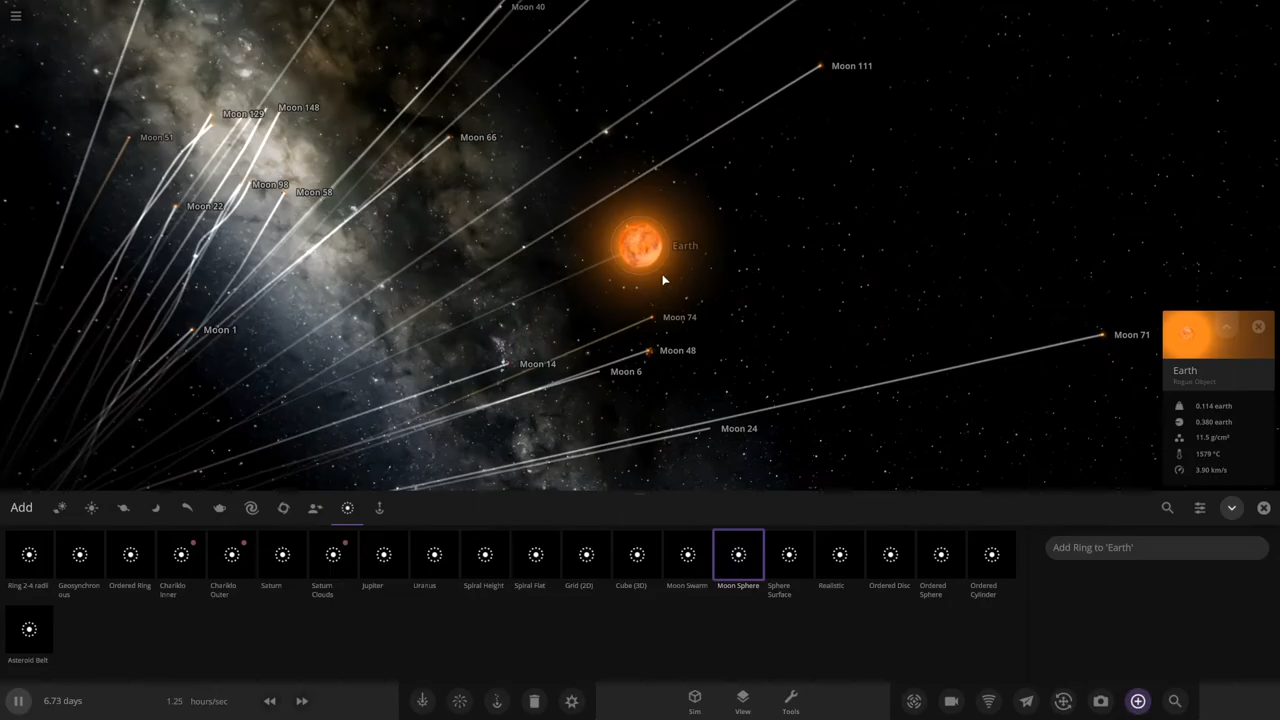 Moon 40
Moon 111
Moon 148
Moon 129
Moon 51
Moon 66
Moon 98
Moon 58
Moon 22
Earth
Moon 74
Moon 1
Moon 71
Moon 48
Moon 14
Moon 6
Moon 24
Earth
Rogue Object
0.114 earth
0.380 earth
11.5 g/cm³
1579 °C
3.90 km/s
Add
Add Ring to 'Earth'
Ring 2-4 radii
Geosynchron
ous
Ordered Ring
Chariklo
Inner
Chariklo
Outer
Saturn
Saturn
Clouds
Jupiter
Uranus
Spiral Height
Spiral Flat
Grid (2D)
Cube (3D)
Moon Swarm
Moon Sphere
Sphere
Surface
Realistic
Ordered Disc
Ordered
Sphere
Ordered
Cylinder
Asteroid Belt
6.73 days
1.25 hours/sec
Sim
View
Tools